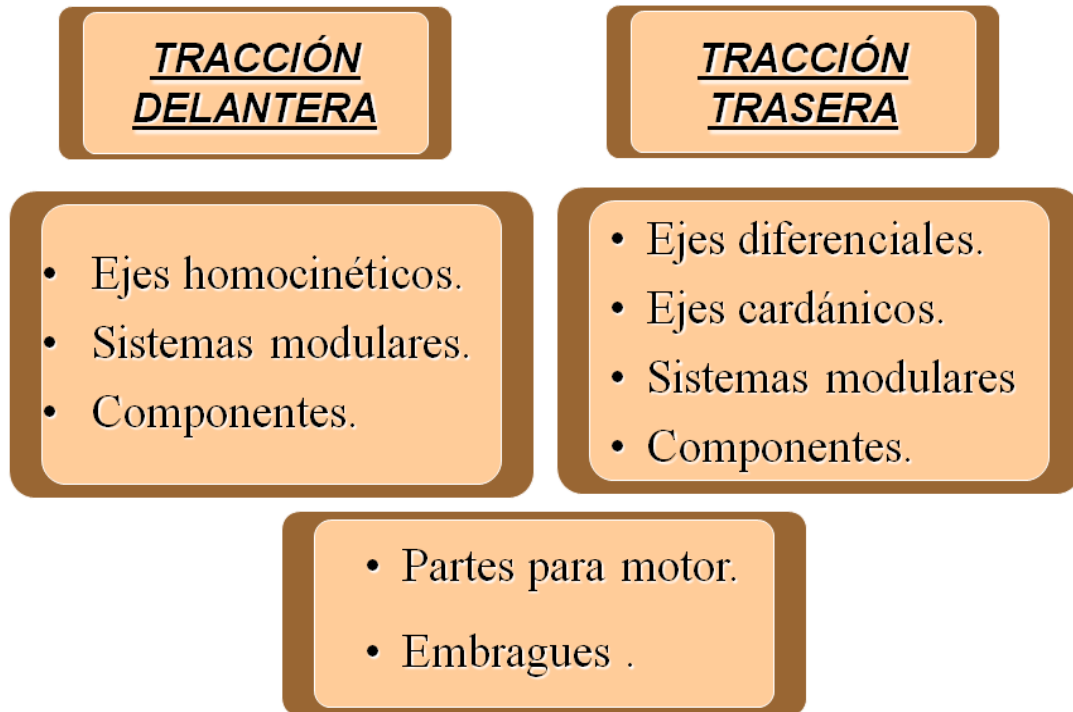 TRACCIÓN
DELANTERA
• Ejes homocinéticos.
• Sistemas modulares.
• Componentes.
TRACCIÓN
TRASERA
• Ejes diferenciales.
• Ejes cardánicos.
• Sistemas modulares
• Componentes.
• Partes para motor.
• Embragues .